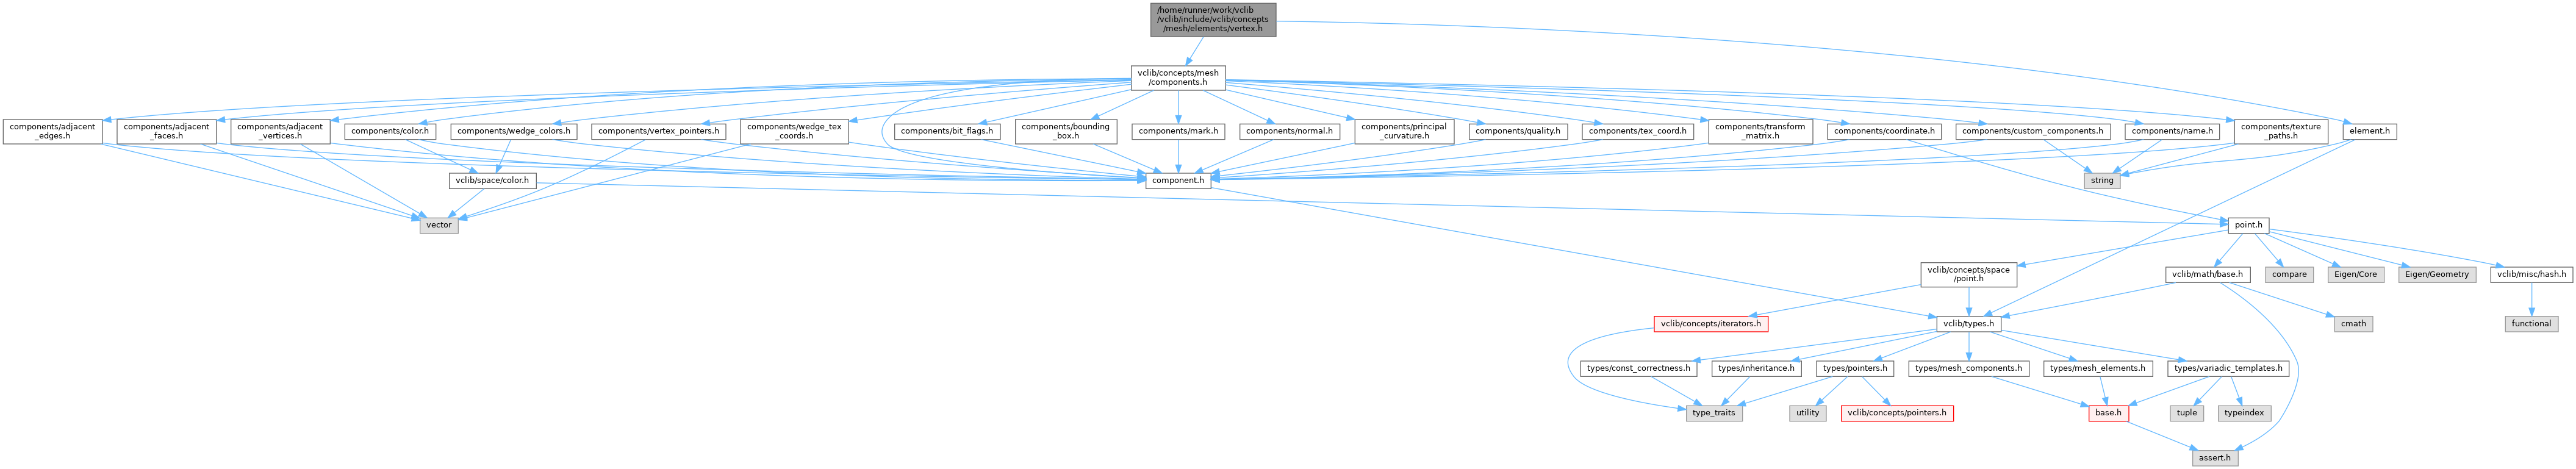 /home/runner/work/vclib
/vclib/include/vclib/concepts
/mesh/elements/vertex.h
vclib/concepts/mesh
/components.h
components/adjacent
_edges.h
components/adjacent
_faces.h
components/adjacent
_vertices.h
components/color.h
components/wedge_colors.h
components/vertex_pointers.h
components/wedge_tex
_coords.h
components/bit_flags.h
components/bounding
_box.h
components/mark.h
components/normal.h
components/principal
_curvature.h
components/quality.h
components/tex_coord.h
components/transform
_matrix.h
components/coordinate.h
components/custom_components.h
components/name.h
components/texture
_paths.h
element.h
vclib/space/color.h
component.h
string
vector
point.h
vclib/concepts/space
/point.h
vclib/math/base.h
compare
Eigen/Core
Eigen/Geometry
vclib/misc/hash.h
vclib/concepts/iterators.h
vclib/types.h
cmath
functional
types/const_correctness.h
types/inheritance.h
types/pointers.h
types/mesh_components.h
types/mesh_elements.h
types/variadic_templates.h
type_traits
utility
vclib/concepts/pointers.h
base.h
tuple
typeindex
assert.h